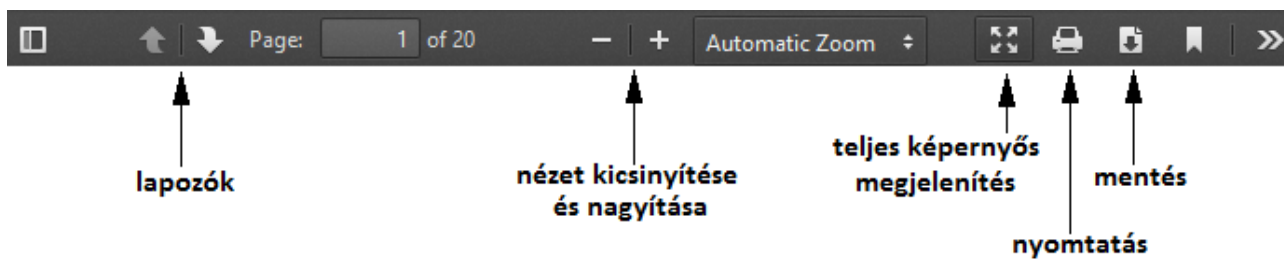 Page: 1 of 20 Automatic Zoom
lapozók
nézet kicsinyítése
és nagyítása
teljes képernyős
megjelenítés
mentés
nyomtatás